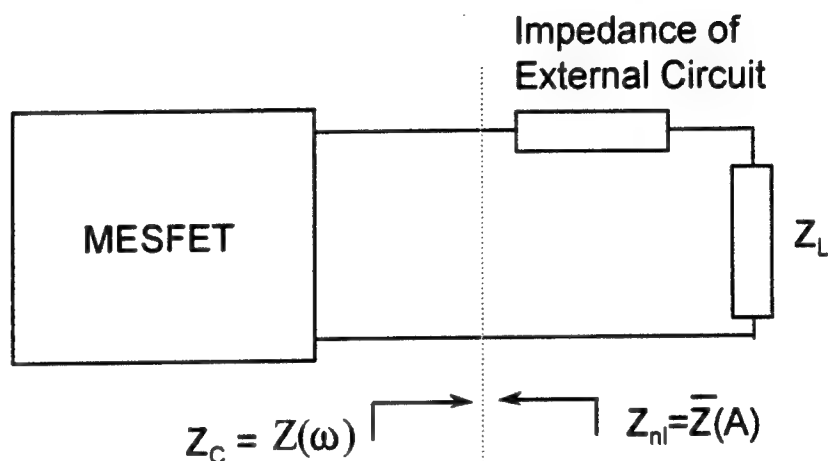 Impedance of
External Circuit
MESFET
Z_L
Z_C = Z(ω)
Z_nl=Z̅(A)